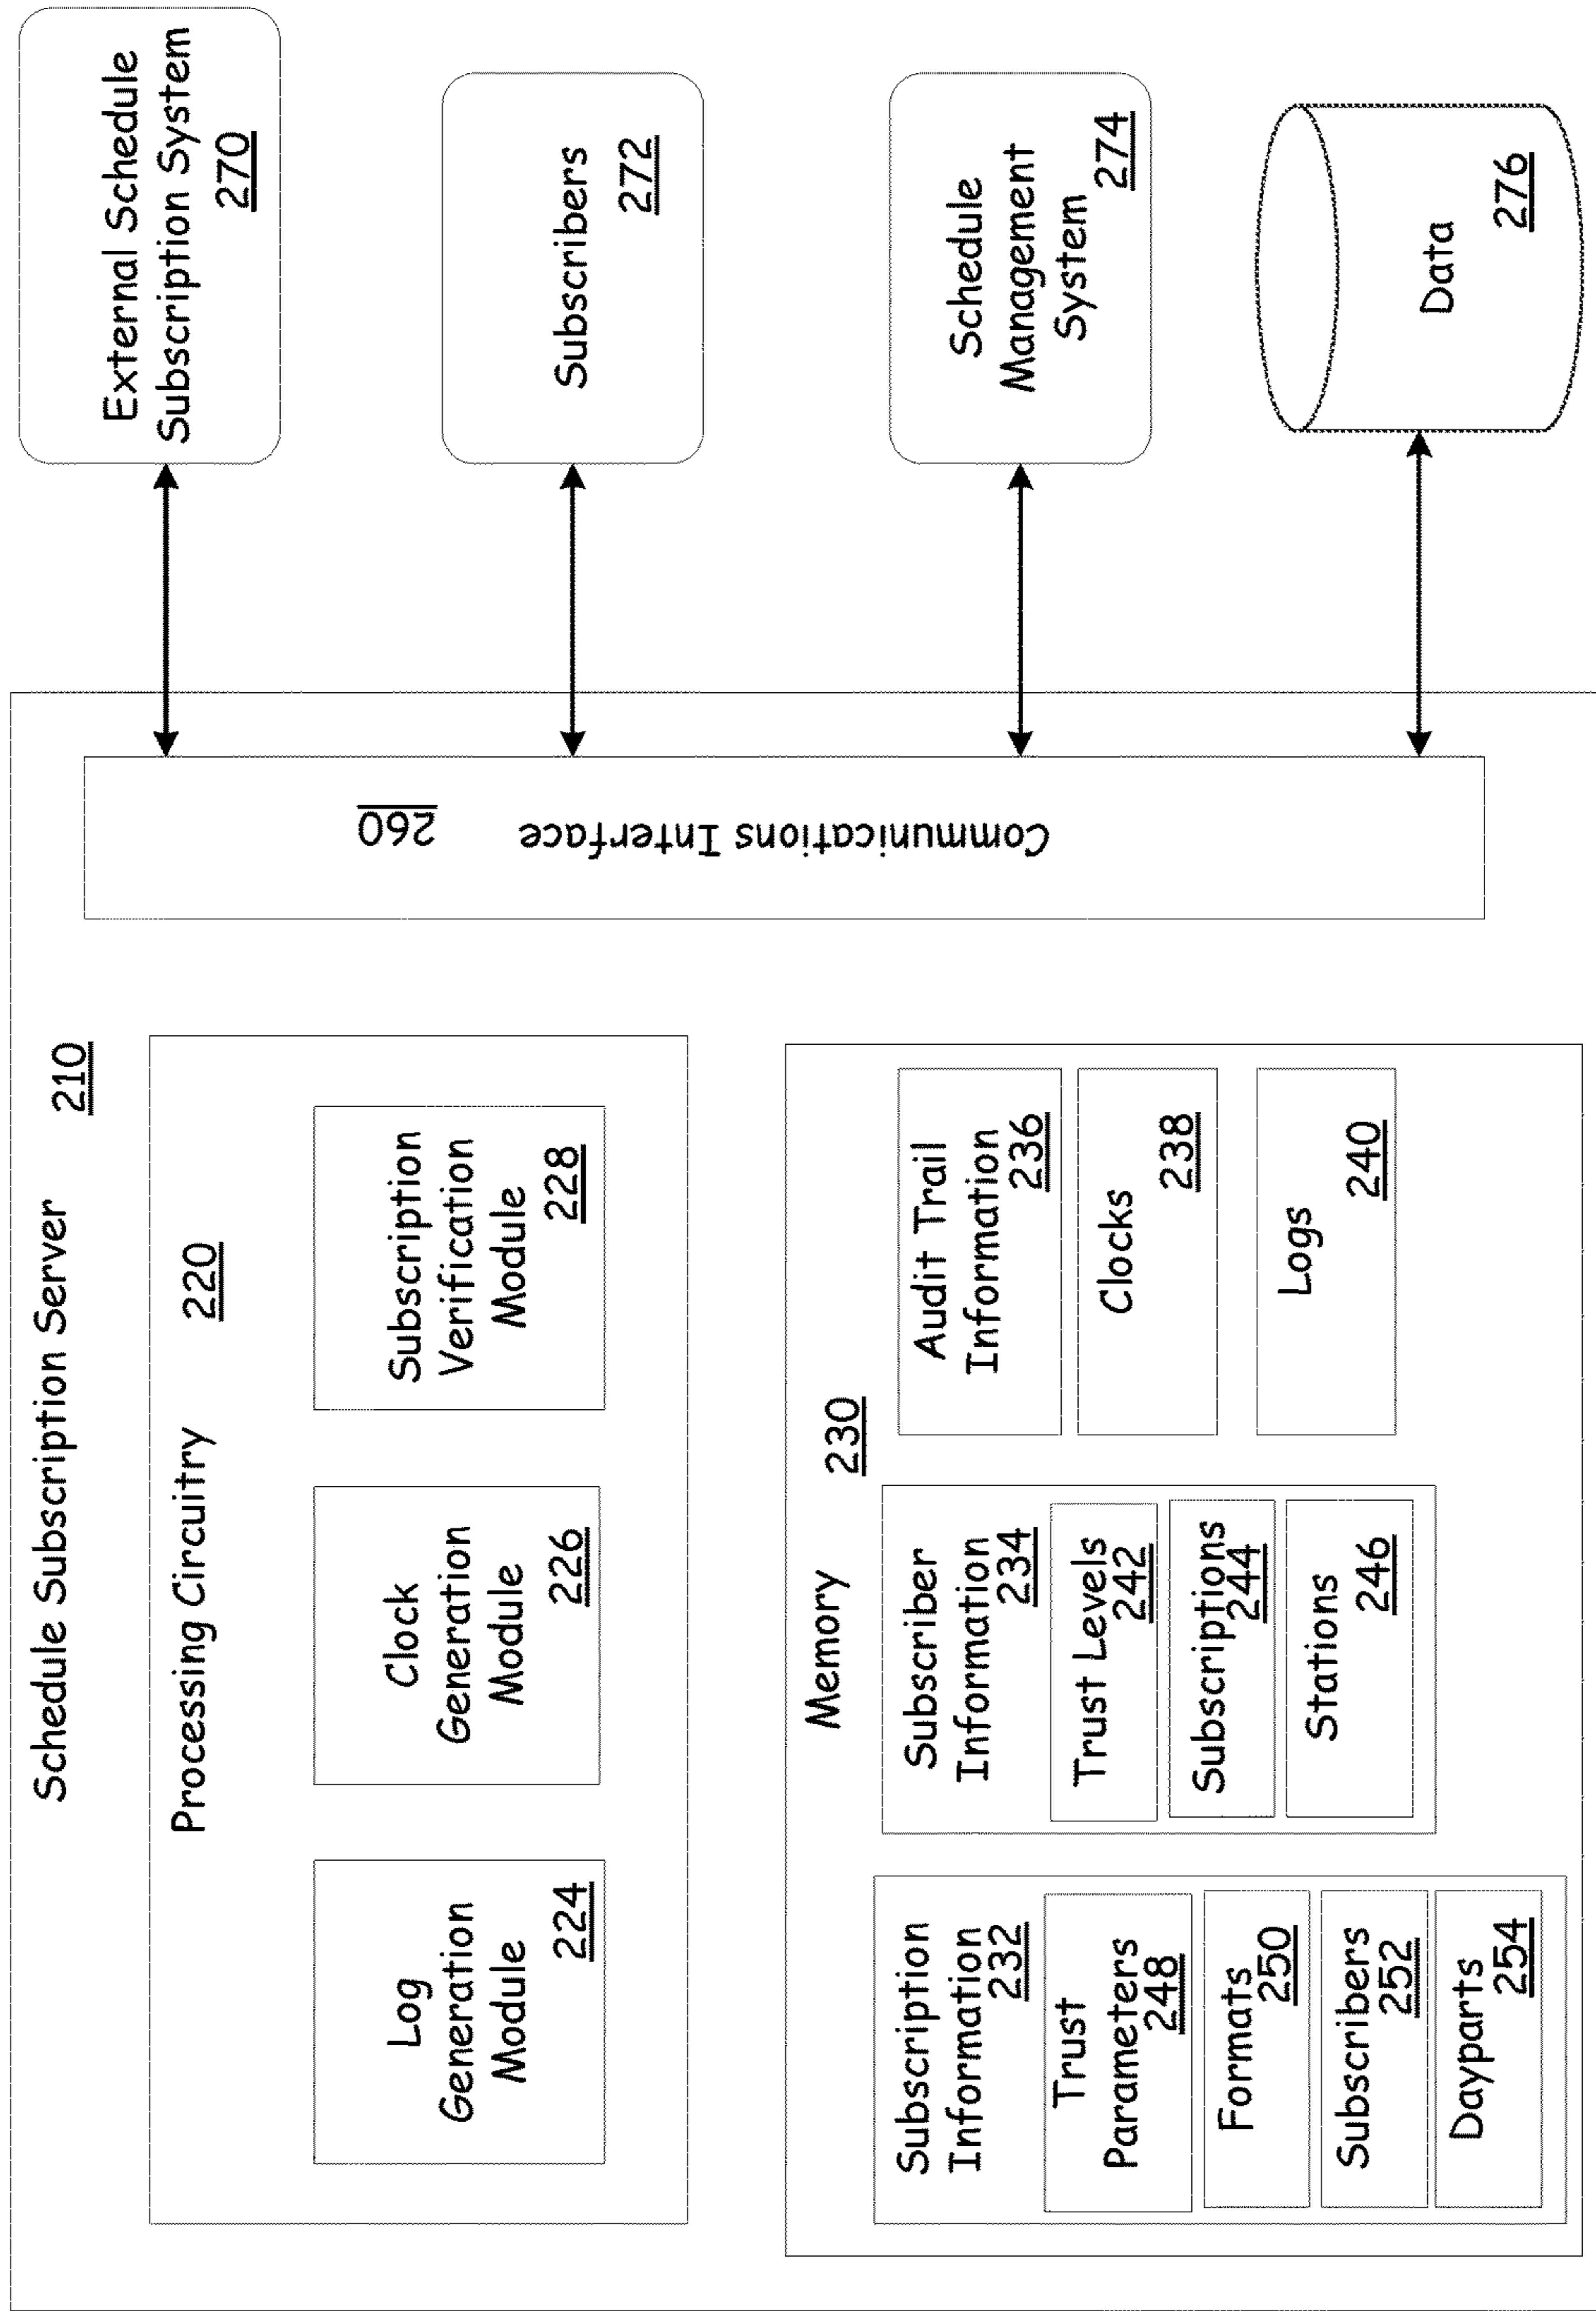 Schedule Subscription Server
210
Processing Circuitry
220
Log
Generation
Module
224
Clock
Generation
Module
226
Subscription
Verification
Module
228
Memory
230
Subscription
Information
232
Trust
Parameters
248
Formats
250
Subscribers
252
Dayparts
254
Subscriber
Information
234
Trust Levels
242
Subscriptions
244
Stations
246
Audit Trail
Information
236
Clocks
238
Logs
240
Communications Interface 260
External Schedule
Subscription System
270
Subscribers
272
Schedule
Management
System
274
Data
276